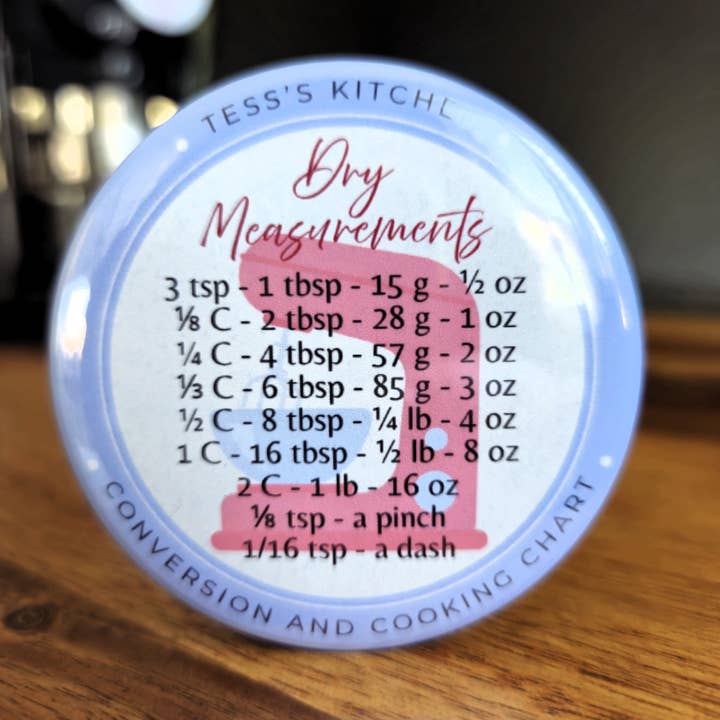 TESS'S KITCHE
Dry
Measurements
3 tsp - 1 tbsp - 15 g - ½ oz
⅛ C - 2 tbsp - 28 g - 1 oz
¼ C - 4 tbsp - 57 g - 2 oz
⅓ C - 6 tbsp - 85 g - 3 oz
½ C - 8 tbsp - ¼ lb - 4 oz
1 C - 16 tbsp - ½ lb - 8 oz
2 C - 1 lb - 16 oz
⅛ tsp - a pinch
1/16 tsp - a dash
CONVERSION AND COOKING CHART